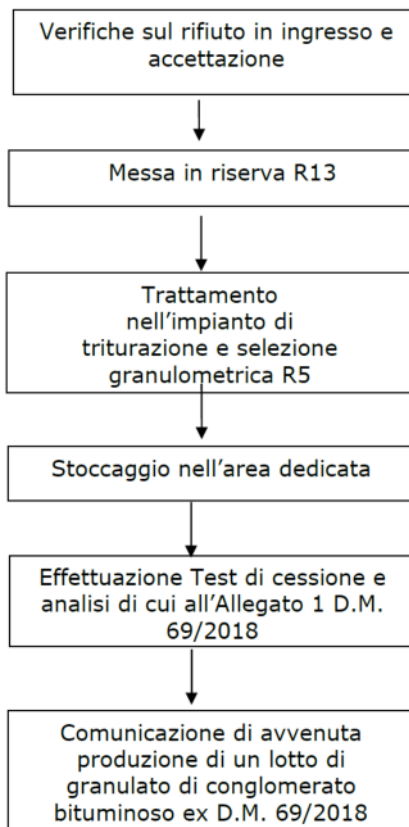 Verifiche sul rifiuto in ingresso e
accettazione
Messa in riserva R13
Trattamento
nell'impianto di
triturazione e selezione
granulometrica R5
Stoccaggio nell'area dedicata
Effettuazione Test di cessione e
analisi di cui all'Allegato 1 D.M.
69/2018
Comunicazione di avvenuta
produzione di un lotto di
granulato di conglomerato
bituminoso ex D.M. 69/2018